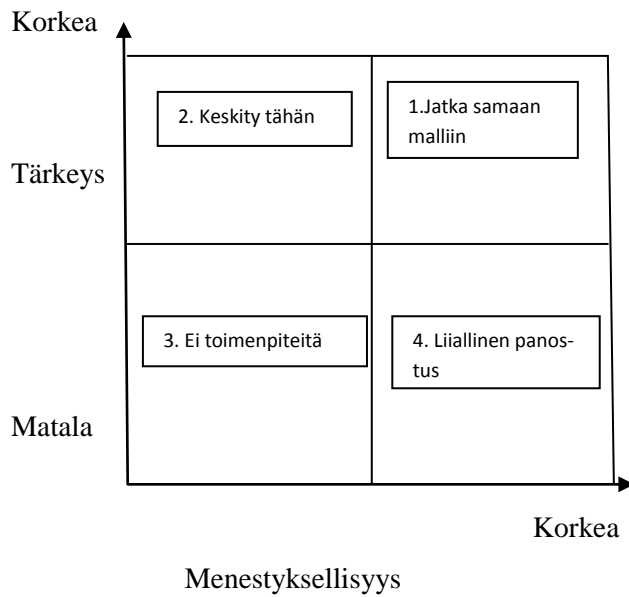 Korkea
2. Keskity tähän
1.Jatka samaan
malliin
Tärkeys
3. Ei toimenpiteitä
4. Liiallinen panos-
tus
Matala
Korkea
Menestyksellisyys